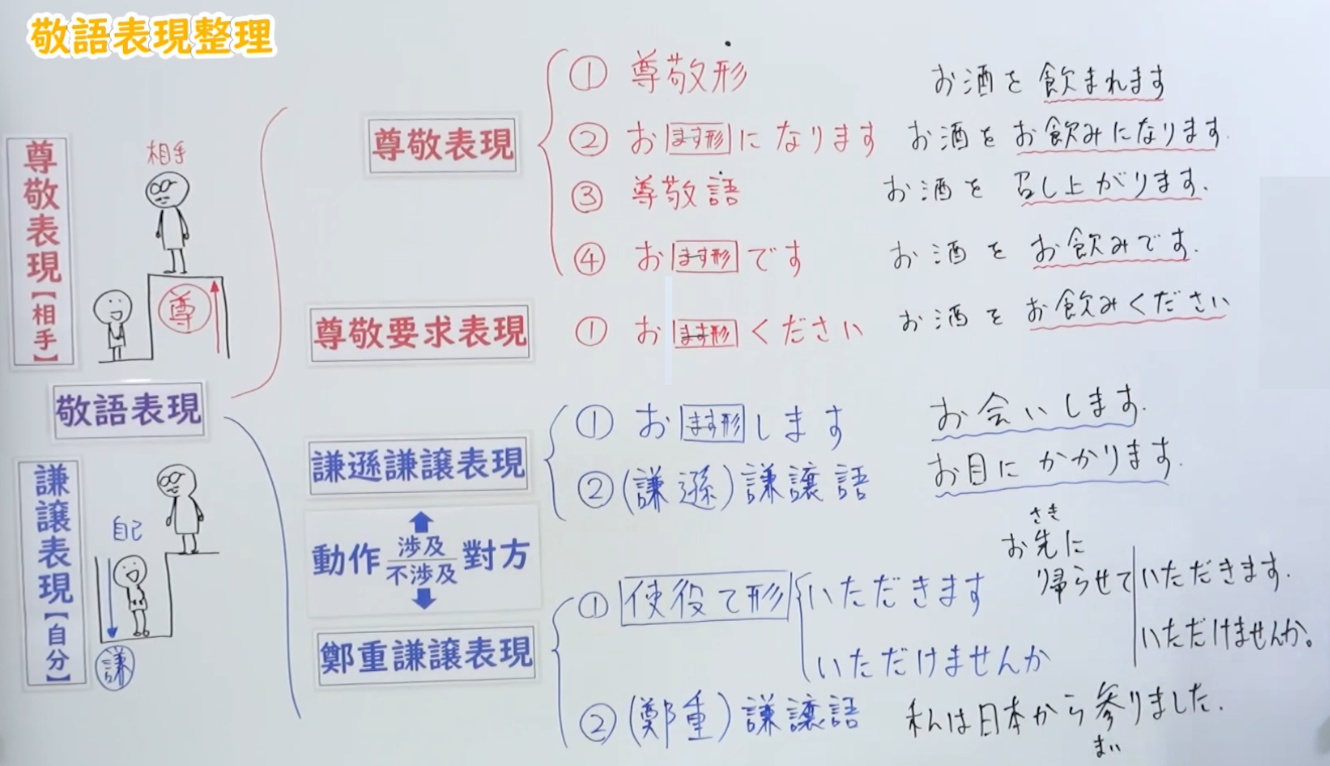 敬語表現整理
尊敬表現【相手】
相手
尊
敬語表現
謙譲表現【自分】
自己
謙
尊敬表現
① 尊敬形 お酒を飲まれます
② おます形になります お酒をお飲みになります.
③ 尊敬語 お酒を召し上がります.
④ おます形です お酒をお飲みです.
尊敬要求表現
① おます形ください お酒をお飲みください
謙遜謙譲表現
① おます形します お会いします.
②(謙遜)謙譲語 お目にかかります.
動作 涉及 對方
不涉及
鄭重謙譲表現
① 使役て形 いただきます
いただけませんか
さき
お先に
帰らせて いただきます.
いただけませんか。
②(鄭重)謙譲語 私は日本から参りました.
まい